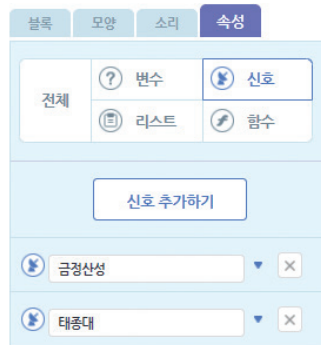 블록 모양 소리 속성
전체 ? 변수 신호
리스트 f 함수
신호 추가하기
금정산성
태종대